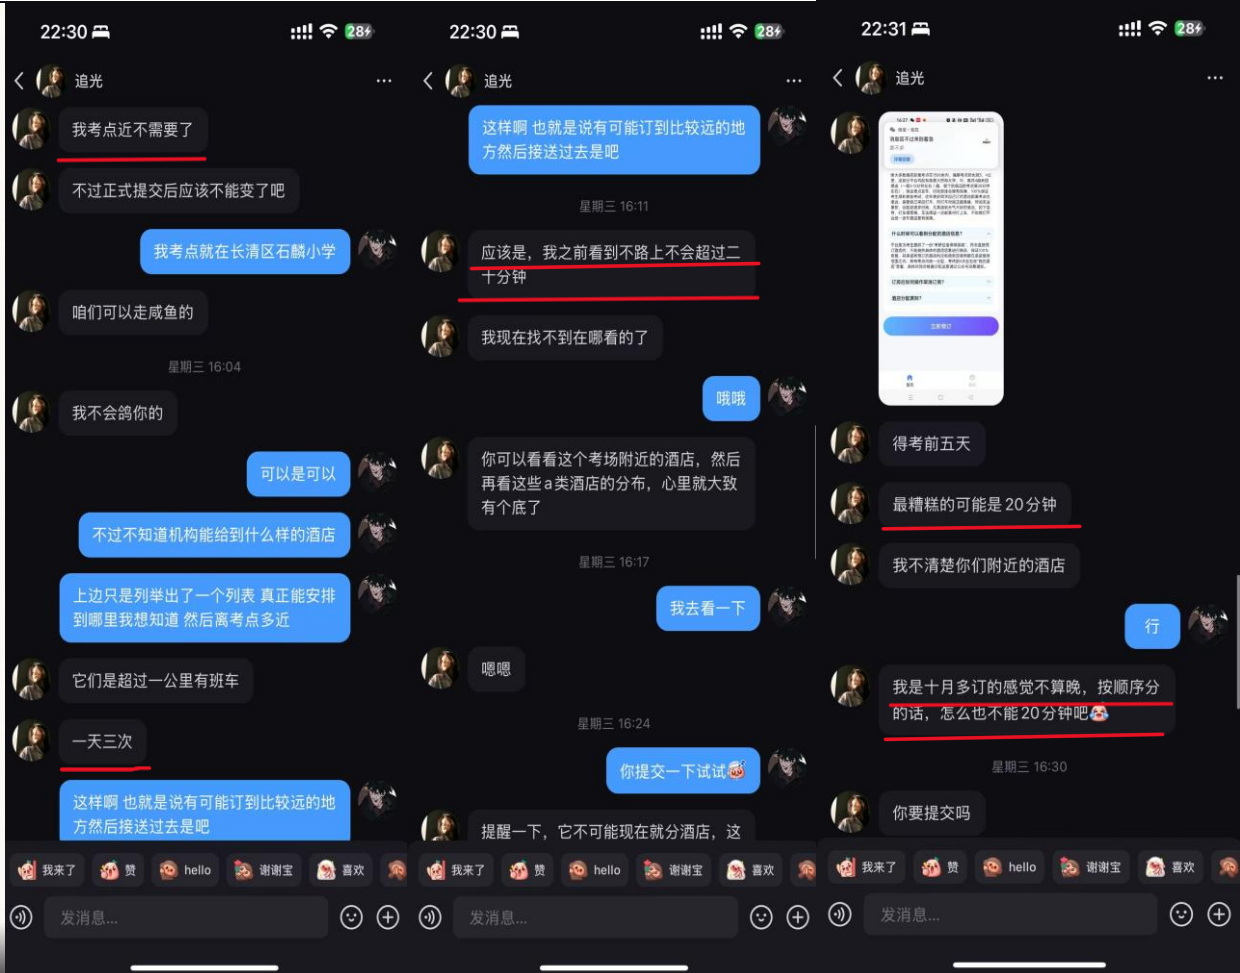 22:30
28
追光
我考点近不需要了
不过正式提交后应该不能变了吧
我考点就在长清区石麟小学
咱们可以走咸鱼的
星期三 16:04
我不会鸽你的
可以是可以
不过不知道机构能给到什么样的酒店
上边只是列举出了一个列表 真正能安排
到哪里我想知道 然后离考点多近
它们是超过一公里有班车
一天三次
这样啊 也就是说有可能订到比较远的地
方然后接送过去是吧
我来了
赞
hello
谢谢宝
喜欢
发消息...
22:30
28
追光
这样啊 也就是说有可能订到比较远的地
方然后接送过去是吧
星期三 16:11
应该是，我之前看到不路上不会超过二
十分钟
我现在找不到在哪看的了
哦哦
你可以看看这个考场附近的酒店，然后
再看这些a类酒店的分布，心里就大致
有个底了
星期三 16:17
我去看一下
嗯嗯
星期三 16:24
你提交一下试试
提醒一下，它不可能现在就分酒店，这
我来了
赞
hello
谢谢宝
喜欢
发消息...
22:31
28
追光
什么时候可以看到分配的酒店信息?
立即预订
得考前五天
最糟糕的可能是20分钟
我不清楚你们附近的酒店
行
我是十月多订的感觉不算晚，按顺序分
的话，怎么也不能20分钟吧
星期三 16:30
你要提交吗
我来了
赞
hello
谢谢宝
喜欢
发消息...